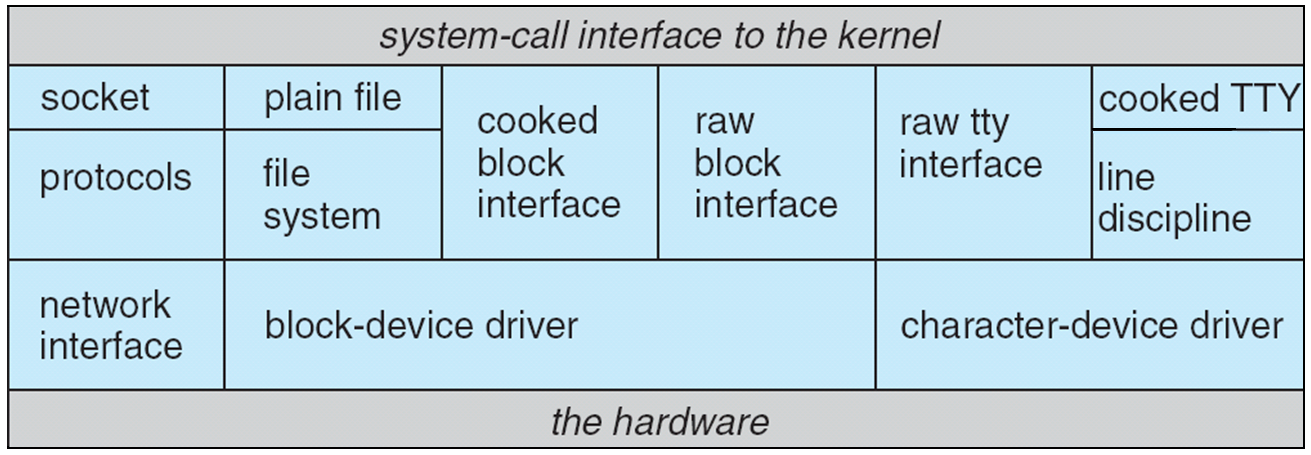 system-call interface to the kernel
socket
plain file
cooked
block
interface
raw
block
interface
raw tty
interface
cooked TTY
protocols
file
system
line
discipline
network
interface
block-device driver
character-device driver
the hardware